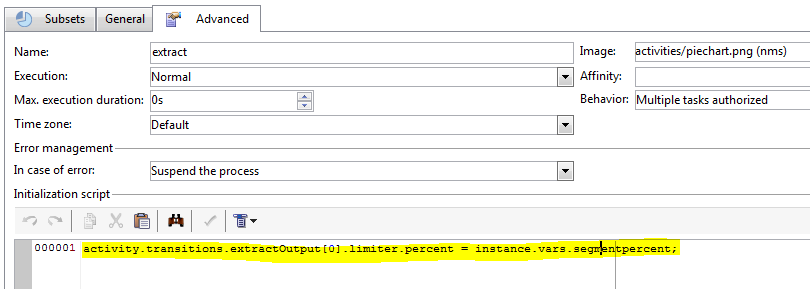 Subsets General Advanced
Name: extract Image: activities/piechart.png (nms)
Execution: Normal Affinity:
Max. execution duration: 0s Behavior: Multiple tasks authorized
Time zone: Default
Error management
In case of error: Suspend the process
Initialization script
000001 activity.transitions.extractOutput[0].limiter.percent = instance.vars.segmentpercent;